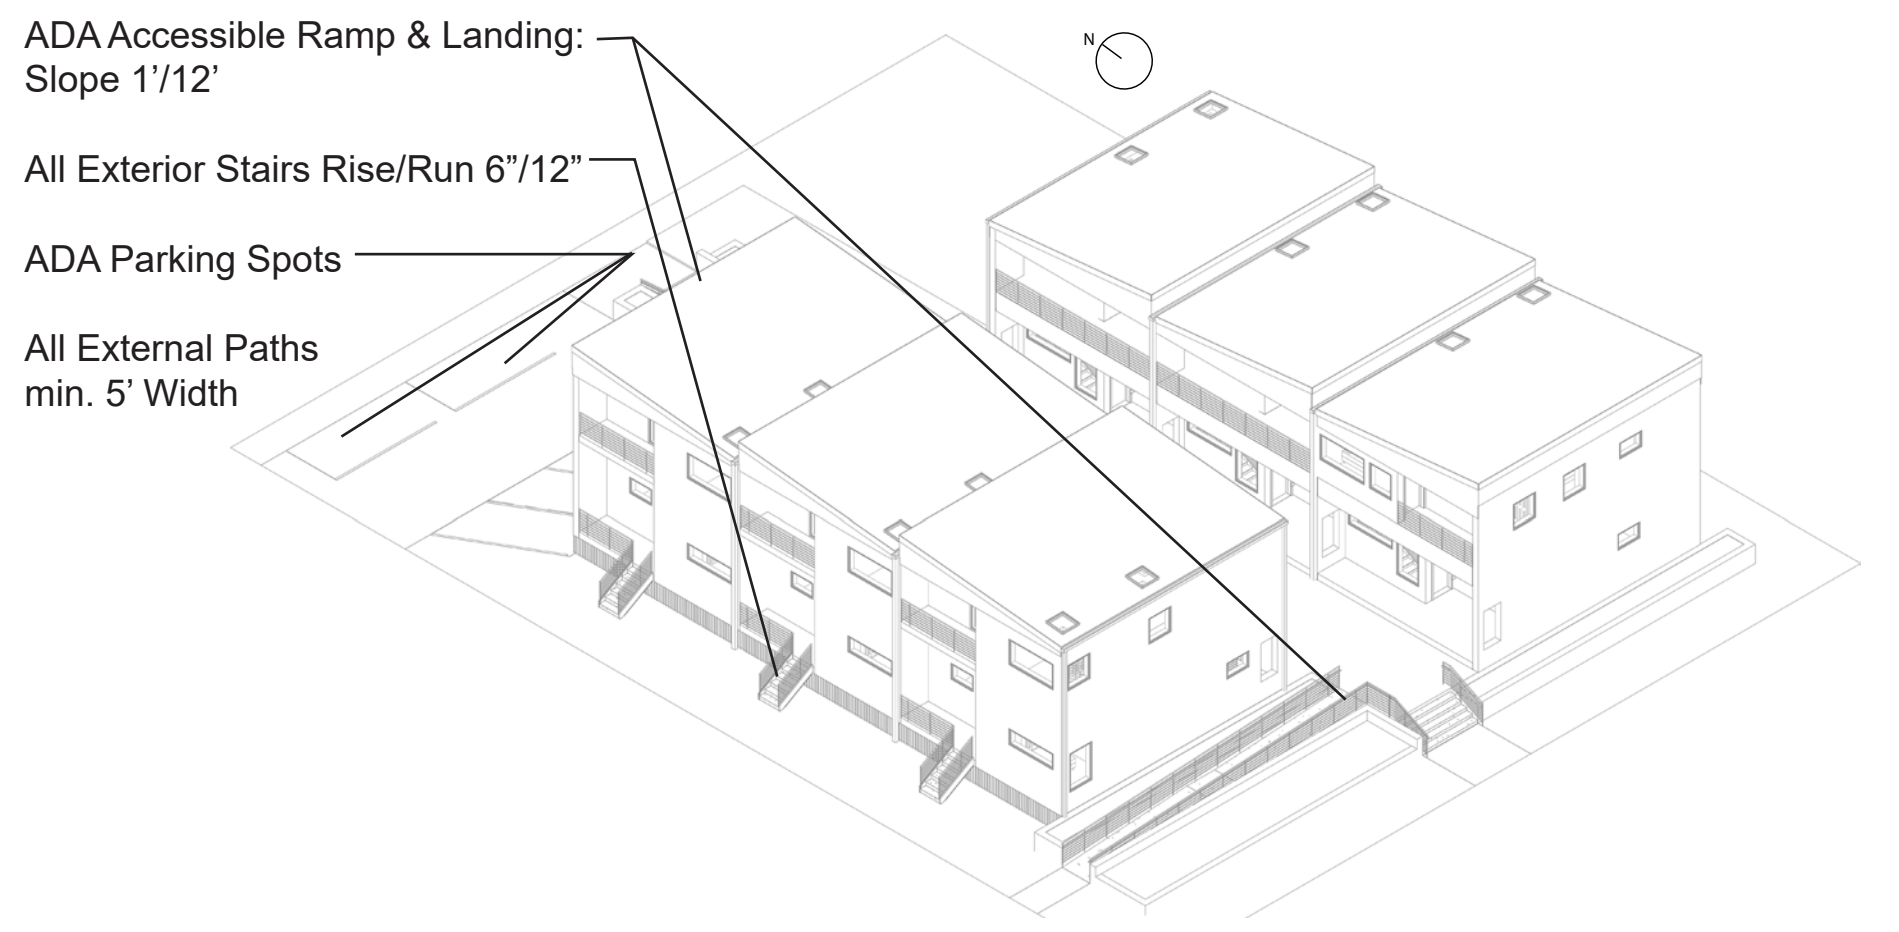 ADA Accessible Ramp & Landing:
Slope 1’/12’
N
All Exterior Stairs Rise/Run 6”/12”
ADA Parking Spots
All External Paths
min. 5’ Width